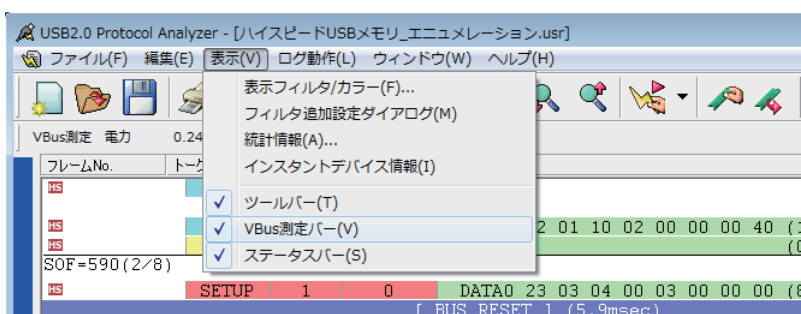 USB2.0 Protocol Analyzer - [ハイスピードUSBメモリ_エニュメレーション.usr]
ファイル(F) 編集(E) 表示(V) ログ動作(L) ウィンドウ(W) ヘルプ(H)
表示フィルタ/カラー(F)...
フィルタ追加設定ダイアログ(M)
統計情報(A)...
インスタントデバイス情報(I)
ツールバー(T)
VBus測定バー(V)
ステータスバー(S)
VBus測定 電力 0.24
フレームNo.
HS
HS 2 01 10 02 00 00 00 40
HS
SOF=590(2/8)
HS SETUP 1 0 DATA0 23 03 04 00 03 00 00 00 (8
[ BUS RESET ] (5.9msec)